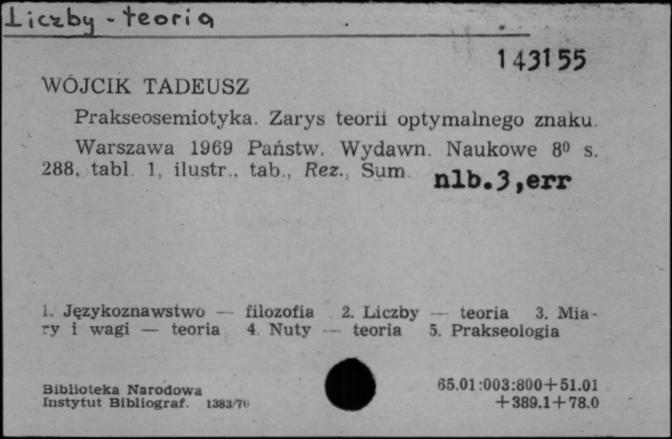 Liczby - teoria
143155
WÓJCIK TADEUSZ
Prakseosemiotyka. Zarys teorii optymalnego znaku.
Warszawa 1969 Państw. Wydawn. Naukowe 8⁰ s.
288, tabl. 1, ilustr., tab., Rez., Sum. nlb.3,err
1. Językoznawstwo — filozofia 2. Liczby — teoria 3. Mia-
ry i wagi — teoria 4. Nuty — teoria 5. Prakseologia
Biblioteka Narodowa 65.01:003:800+51.01
Instytut Bibliograf. 1383/70 +389.1+78.0